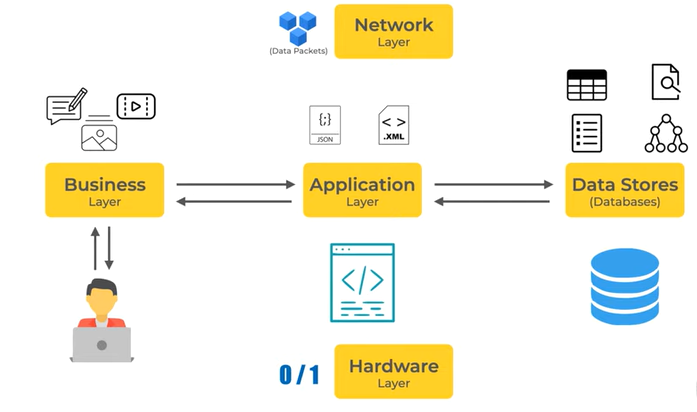 Network
Layer
(Data Packets)
{;}
JSON
< >
.XML
Business
Layer
Application
Layer
Data Stores
(Databases)
</>
0/1
Hardware
Layer